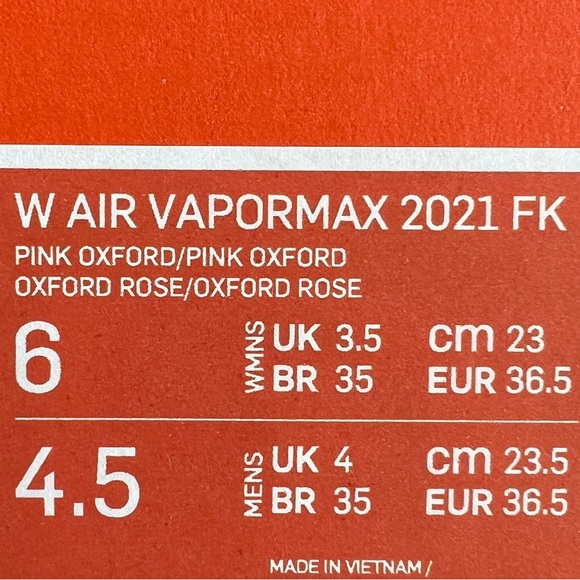 W AIR VAPORMAX 2021 FK
PINK OXFORD/PINK OXFORD
OXFORD ROSE/OXFORD ROSE
6 WMNS UK 3.5 cm 23
BR 35 EUR 36.5
4.5 MENS UK 4 cm 23.5
BR 35 EUR 36.5
MADE IN VIETNAM /